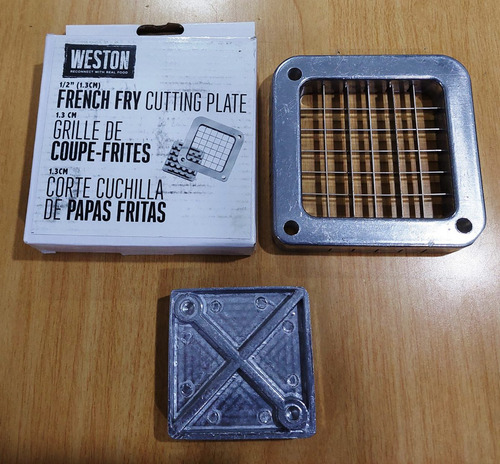 WESTON
RECONNECT WITH REAL FOOD
1/2" (1.3CM)
FRENCH FRY CUTTING PLATE
1.3 CM
GRILLE DE
COUPE-FRITES
1.3CM
CORTE CUCHILLA
DE PAPAS FRITAS